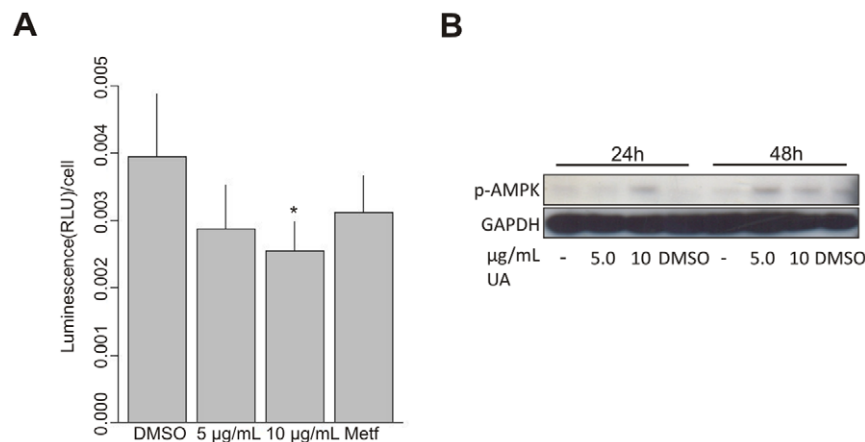 A
Luminescence(RLU)/cell
0.005
0.004
0.003
0.002
0.001
0.000
*
DMSO 5 µg/mL 10 µg/mL Metf
B
24h 48h
p-AMPK
GAPDH
µg/mL - 5.0 10 DMSO - 5.0 10 DMSO
UA